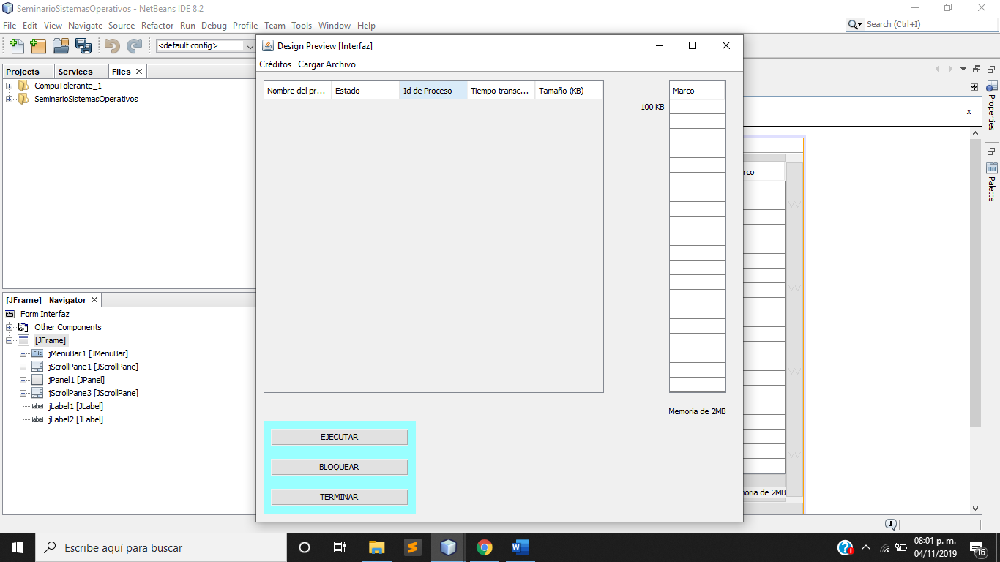 SeminarioSistemasOperativos - NetBeans IDE 8.2
File Edit View Navigate Source Refactor Run Debug Profile Team Tools Window Help
Search (Ctrl+I)
<default config>
Design Preview [Interfaz]
Créditos Cargar Archivo
Projects Services Files
CompuTolerante_1
SeminarioSistemasOperativos
Nombre del pr... Estado Id de Proceso Tiempo transc... Tamaño (KB)
Marco
100 KB
x
Properties
Palette
rco
[JFrame] - Navigator
Form Interfaz
Other Components
[JFrame]
File jMenuBar1 [JMenuBar]
jScrollPane1 [JScrollPane]
jPanel1 [JPanel]
jScrollPane3 [JScrollPane]
label jLabel1 [JLabel]
label jLabel2 [JLabel]
Memoria de 2MB
EJECUTAR
BLOQUEAR
TERMINAR
moria de 2MB
1
Escribe aquí para buscar
08:01 p. m.
04/11/2019
16